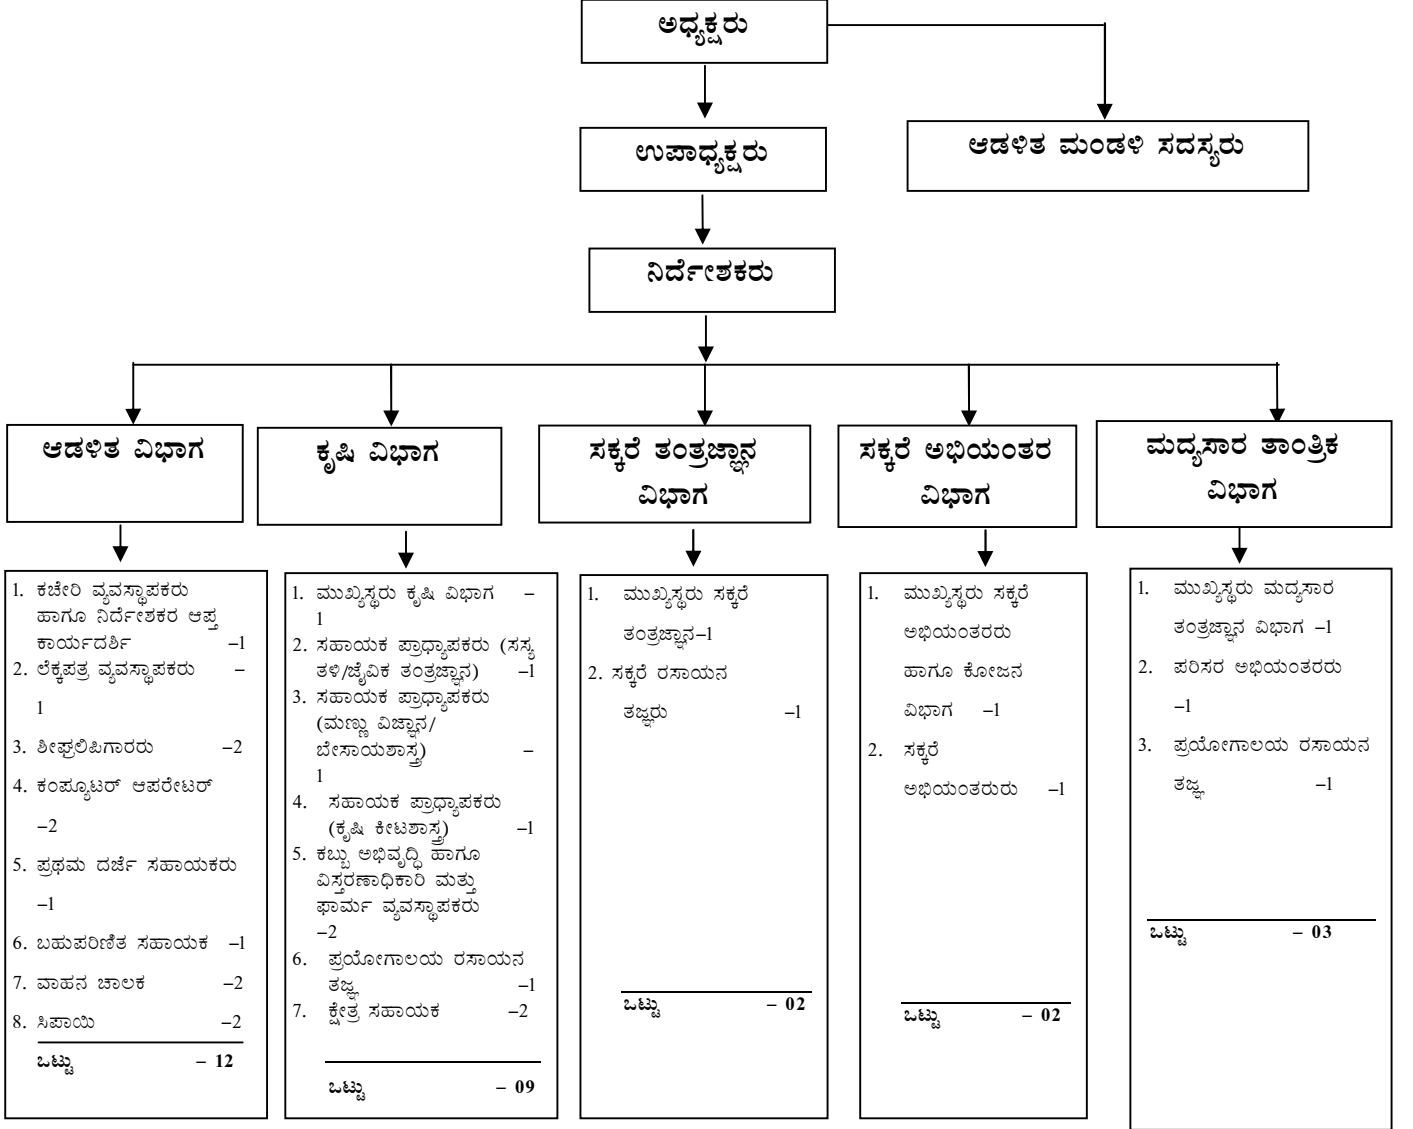 ಅಧ್ಯಕ್ಷರು
ಉಪಾಧ್ಯಕ್ಷರು
ಆಡಳಿತ ಮಂಡಳಿ ಸದಸ್ಯರು
ನಿರ್ದೇಶಕರು
ಆಡಳಿತ ವಿಭಾಗ
ಕೃಷಿ ವಿಭಾಗ
ಸಕ್ಕರೆ ತಂತ್ರಜ್ಞಾನ
ವಿಭಾಗ
ಸಕ್ಕರೆ ಅಭಿಯಂತರ
ವಿಭಾಗ
ಮದ್ಯಸಾರ ತಾಂತ್ರಿಕ
ವಿಭಾಗ
1. ಕಚೇರಿ ವ್ಯವಸ್ಥಾಪಕರು
ಹಾಗೂ ನಿರ್ದೇಶಕರ ಆಪ್ತ
ಕಾರ್ಯದರ್ಶಿ –1
2. ಲೆಕ್ಕಪತ್ರ ವ್ಯವಸ್ಥಾಪಕರು –
1
3. ಶೀಘ್ರಲಿಪಿಗಾರರು –2
4. ಕಂಪ್ಯೂಟರ್ ಆಪರೇಟರ್
–2
5. ಪ್ರಥಮ ದರ್ಜೆ ಸಹಾಯಕರು
–1
6. ಬಹುಪರಿಣಿತ ಸಹಾಯಕ –1
7. ವಾಹನ ಚಾಲಕ –2
8. ಸಿಪಾಯಿ –2
ಒಟ್ಟು – 12
1. ಮುಖ್ಯಸ್ಥರು ಕೃಷಿ ವಿಭಾಗ –
1
2. ಸಹಾಯಕ ಪ್ರಾಧ್ಯಾಪಕರು (ಸಸ್ಯ
ತಳಿ/ಜೈವಿಕ ತಂತ್ರಜ್ಞಾನ) –1
3. ಸಹಾಯಕ ಪ್ರಾಧ್ಯಾಪಕರು
(ಮಣ್ಣು ವಿಜ್ಞಾನ/
ಬೇಸಾಯಶಾಸ್ತ್ರ) –
1
4. ಸಹಾಯಕ ಪ್ರಾಧ್ಯಾಪಕರು
(ಕೃಷಿ ಕೀಟಶಾಸ್ತ್ರ) –1
5. ಕಬ್ಬು ಅಭಿವೃದ್ಧಿ ಹಾಗೂ
ವಿಸ್ತರಣಾಧಿಕಾರಿ ಮತ್ತು
ಫಾರ್ಮ ವ್ಯವಸ್ಥಾಪಕರು
–2
6. ಪ್ರಯೋಗಾಲಯ ರಸಾಯನ
ತಜ್ಞ –1
7. ಕ್ಷೇತ್ರ ಸಹಾಯಕ –2
ಒಟ್ಟು – 09
1. ಮುಖ್ಯಸ್ಥರು ಸಕ್ಕರೆ
ತಂತ್ರಜ್ಞಾನ–1
2. ಸಕ್ಕರೆ ರಸಾಯನ
ತಜ್ಞರು –1
ಒಟ್ಟು – 02
1. ಮುಖ್ಯಸ್ಥರು ಸಕ್ಕರೆ
ಅಭಿಯಂತರರು
ಹಾಗೂ ಕೋಜನ
ವಿಭಾಗ –1
2. ಸಕ್ಕರೆ
ಅಭಿಯಂತರುರು –1
ಒಟ್ಟು – 02
1. ಮುಖ್ಯಸ್ಥರು ಮದ್ಯಸಾರ
ತಂತ್ರಜ್ಞಾನ ವಿಭಾಗ –1
2. ಪರಿಸರ ಅಭಿಯಂತರರು
–1
3. ಪ್ರಯೋಗಾಲಯ ರಸಾಯನ
ತಜ್ಞ –1
ಒಟ್ಟು – 03